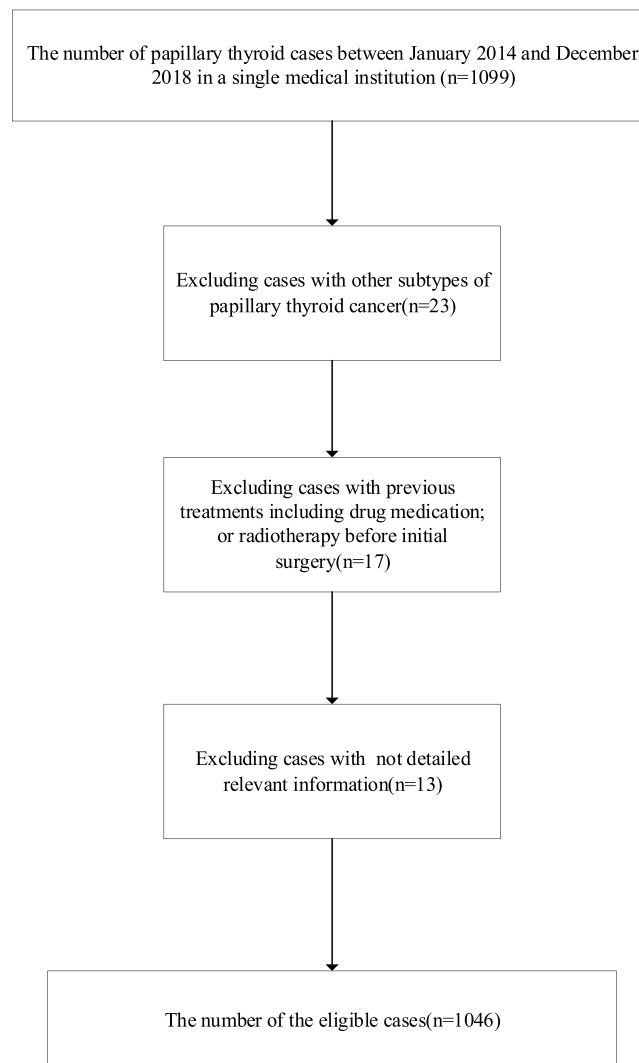 The number of papillary thyroid cases between January 2014 and December
2018 in a single medical institution (n=1099)
Excluding cases with other subtypes of
papillary thyroid cancer(n=23)
Excluding cases with previous
treatments including drug medication;
or radiotherapy before initial
surgery(n=17)
Excluding cases with  not detailed
relevant information(n=13)
The number of the eligible cases(n=1046)